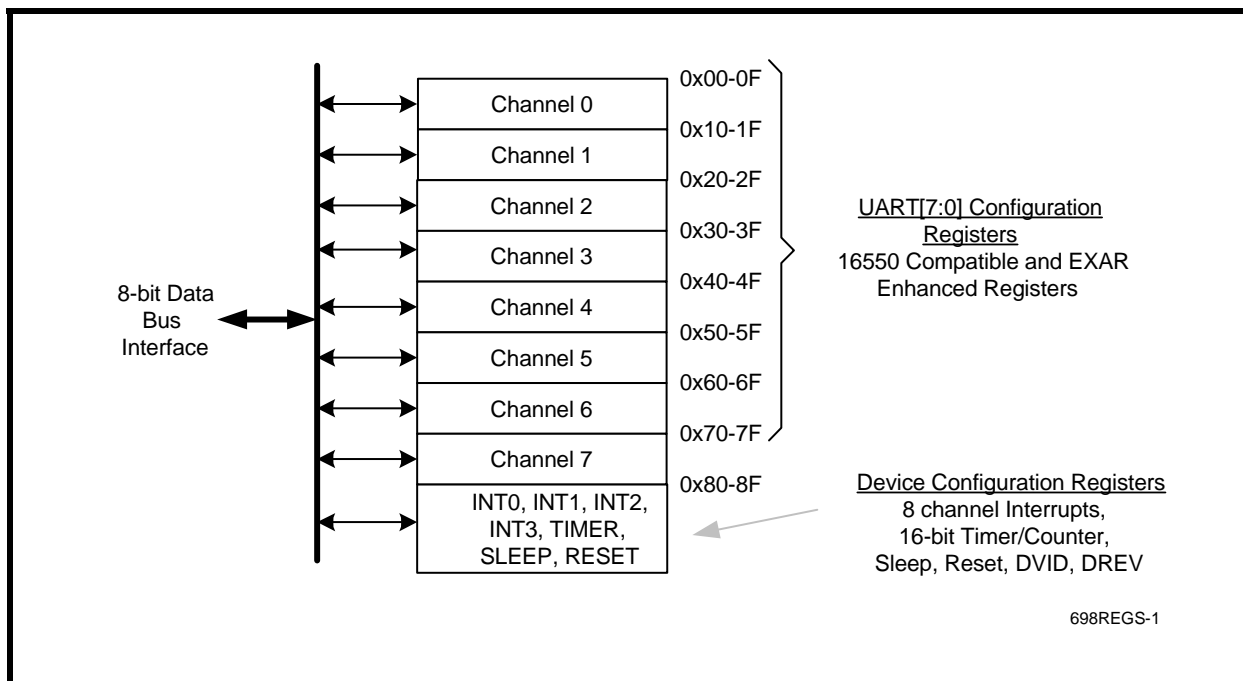 0x00-0F
Channel 0
0x10-1F
Channel 1
0x20-2F
Channel 2
0x30-3F
Channel 3
0x40-4F
Channel 4
0x50-5F
Channel 5
0x60-6F
Channel 6
0x70-7F
Channel 7
0x80-8F
INT0, INT1, INT2,
INT3, TIMER,
SLEEP, RESET
8-bit Data
Bus
Interface
UART[7:0] Configuration
Registers
16550 Compatible and EXAR
Enhanced Registers
Device Configuration Registers
8 channel Interrupts,
16-bit Timer/Counter,
Sleep, Reset, DVID, DREV
698REGS-1